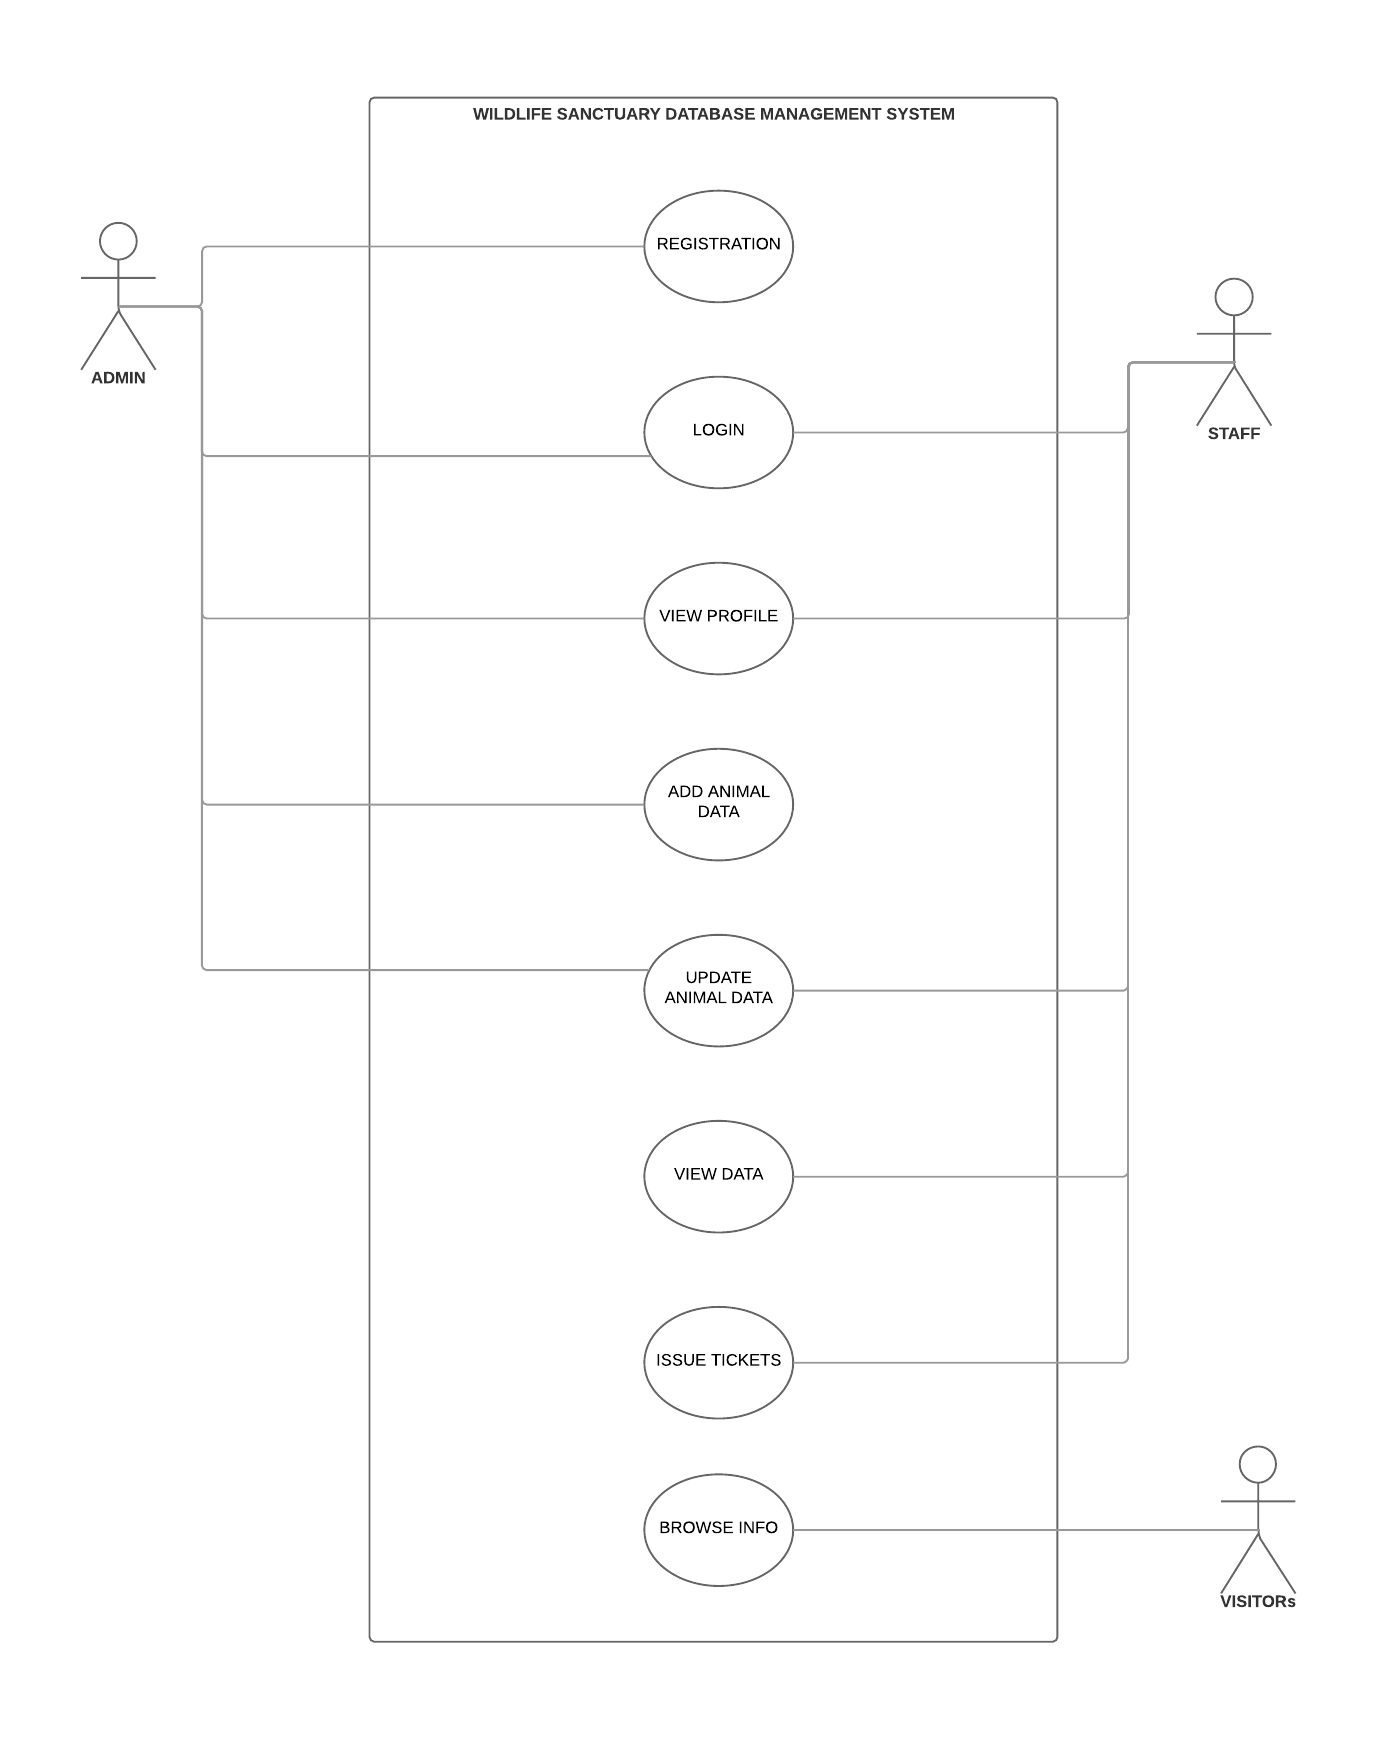 WILDLIFE SANCTUARY DATABASE MANAGEMENT SYSTEM
REGISTRATION
ADMIN
LOGIN
STAFF
VIEW PROFILE
ADD ANIMAL
DATA
UPDATE
ANIMAL DATA
VIEW DATA
ISSUE TICKETS
BROWSE INFO
VISITORs